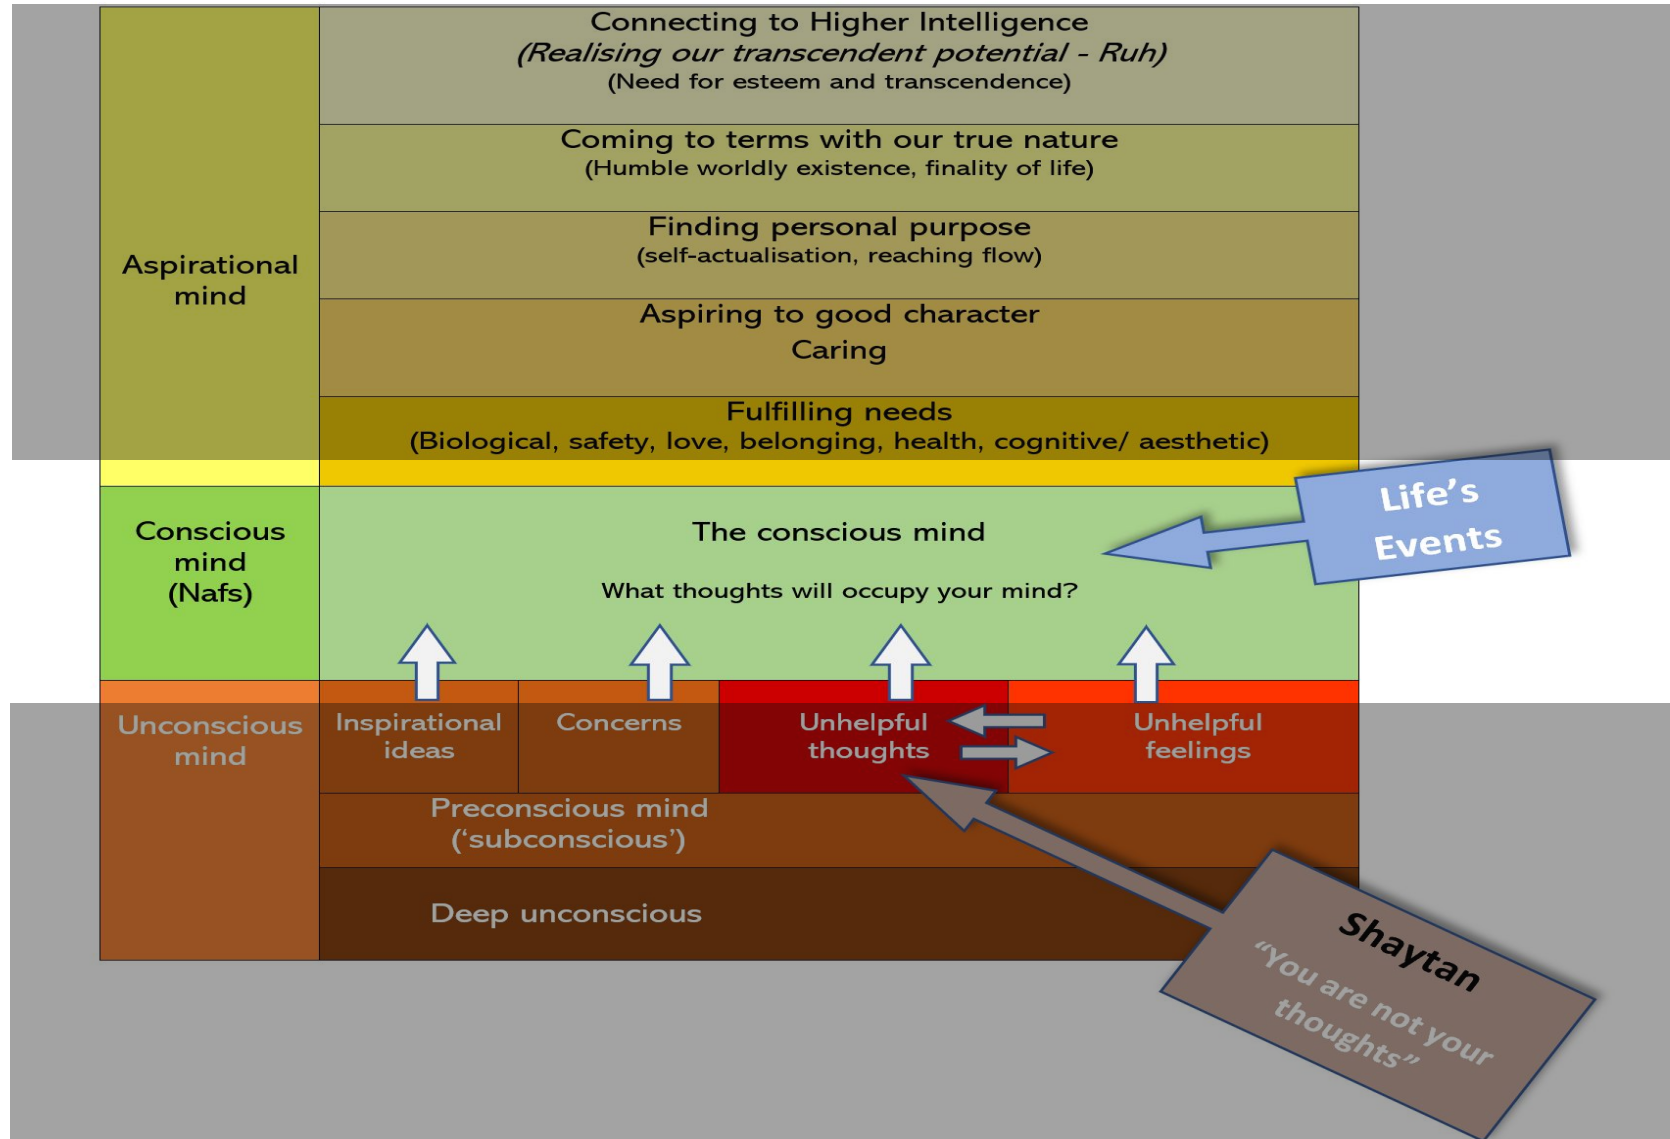 Connecting to Higher Intelligence
(Realising our transcendent potential - Ruh)
(Need for esteem and transcendence)
Coming to terms with our true nature
(Humble worldly existence, finality of life)
Finding personal purpose
(self-actualisation, reaching flow)
Aspirational
mind
Aspiring to good character
Caring
Fulfilling needs
(Biological, safety, love, belonging, health, cognitive/ aesthetic)
Conscious
mind
(Nafs)
The conscious mind
What thoughts will occupy your mind?
Life’s
Events
Unconscious
mind
Inspirational
ideas
Concerns
Unhelpful
thoughts
Unhelpful
feelings
Preconscious mind
(‘subconscious’)
Deep unconscious
Shaytan
“You are not your
thoughts”